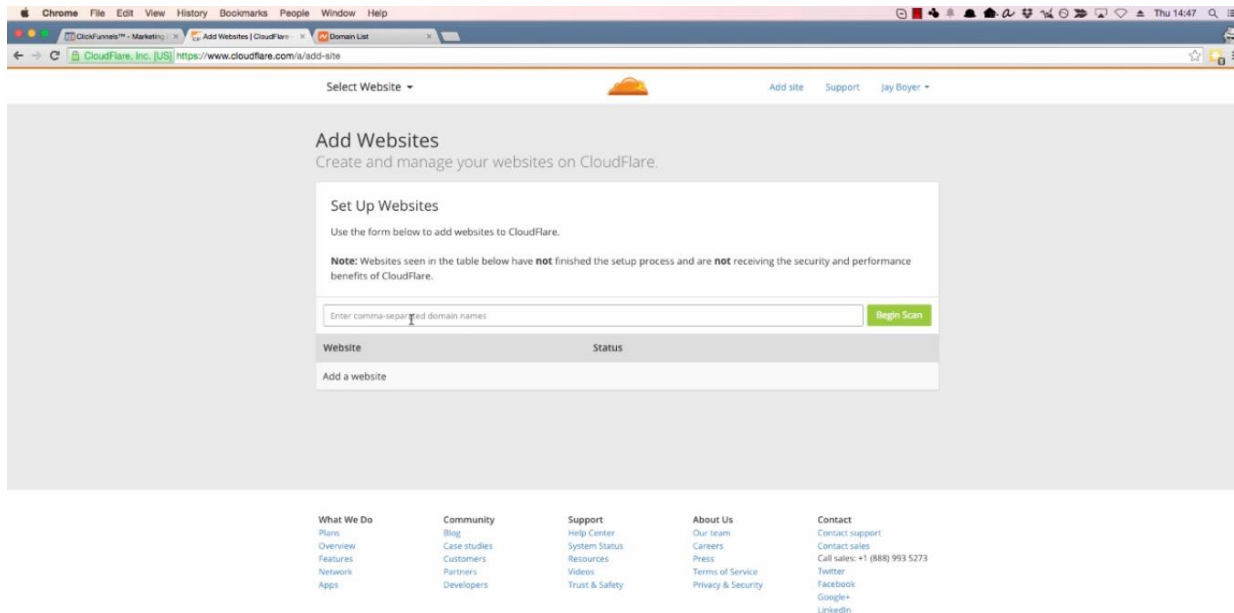 Chrome File Edit View History Bookmarks People Window Help
Thu 14:47
ClickFunnels™ - Marketing
Add Websites | CloudFlare
Domain List
CloudFlare, Inc. [US] https://www.cloudflare.com/a/add-site
Select Website
Add site Support Jay Boyer
Add Websites
Create and manage your websites on CloudFlare.
Set Up Websites
Use the form below to add websites to CloudFlare.
Note: Websites seen in the table below have not finished the setup process and are not receiving the security and performance
benefits of CloudFlare.
Enter comma-separated domain names
Begin Scan
Website Status
Add a website
What We Do
Plans
Overview
Features
Network
Apps
Community
Blog
Case studies
Customers
Partners
Developers
Support
Help Center
System Status
Resources
Videos
Trust & Safety
About Us
Our team
Careers
Press
Terms of Service
Privacy & Security
Contact
Contact support
Contact sales
Call sales: +1 (888) 993 5273
Twitter
Facebook
Google+
LinkedIn